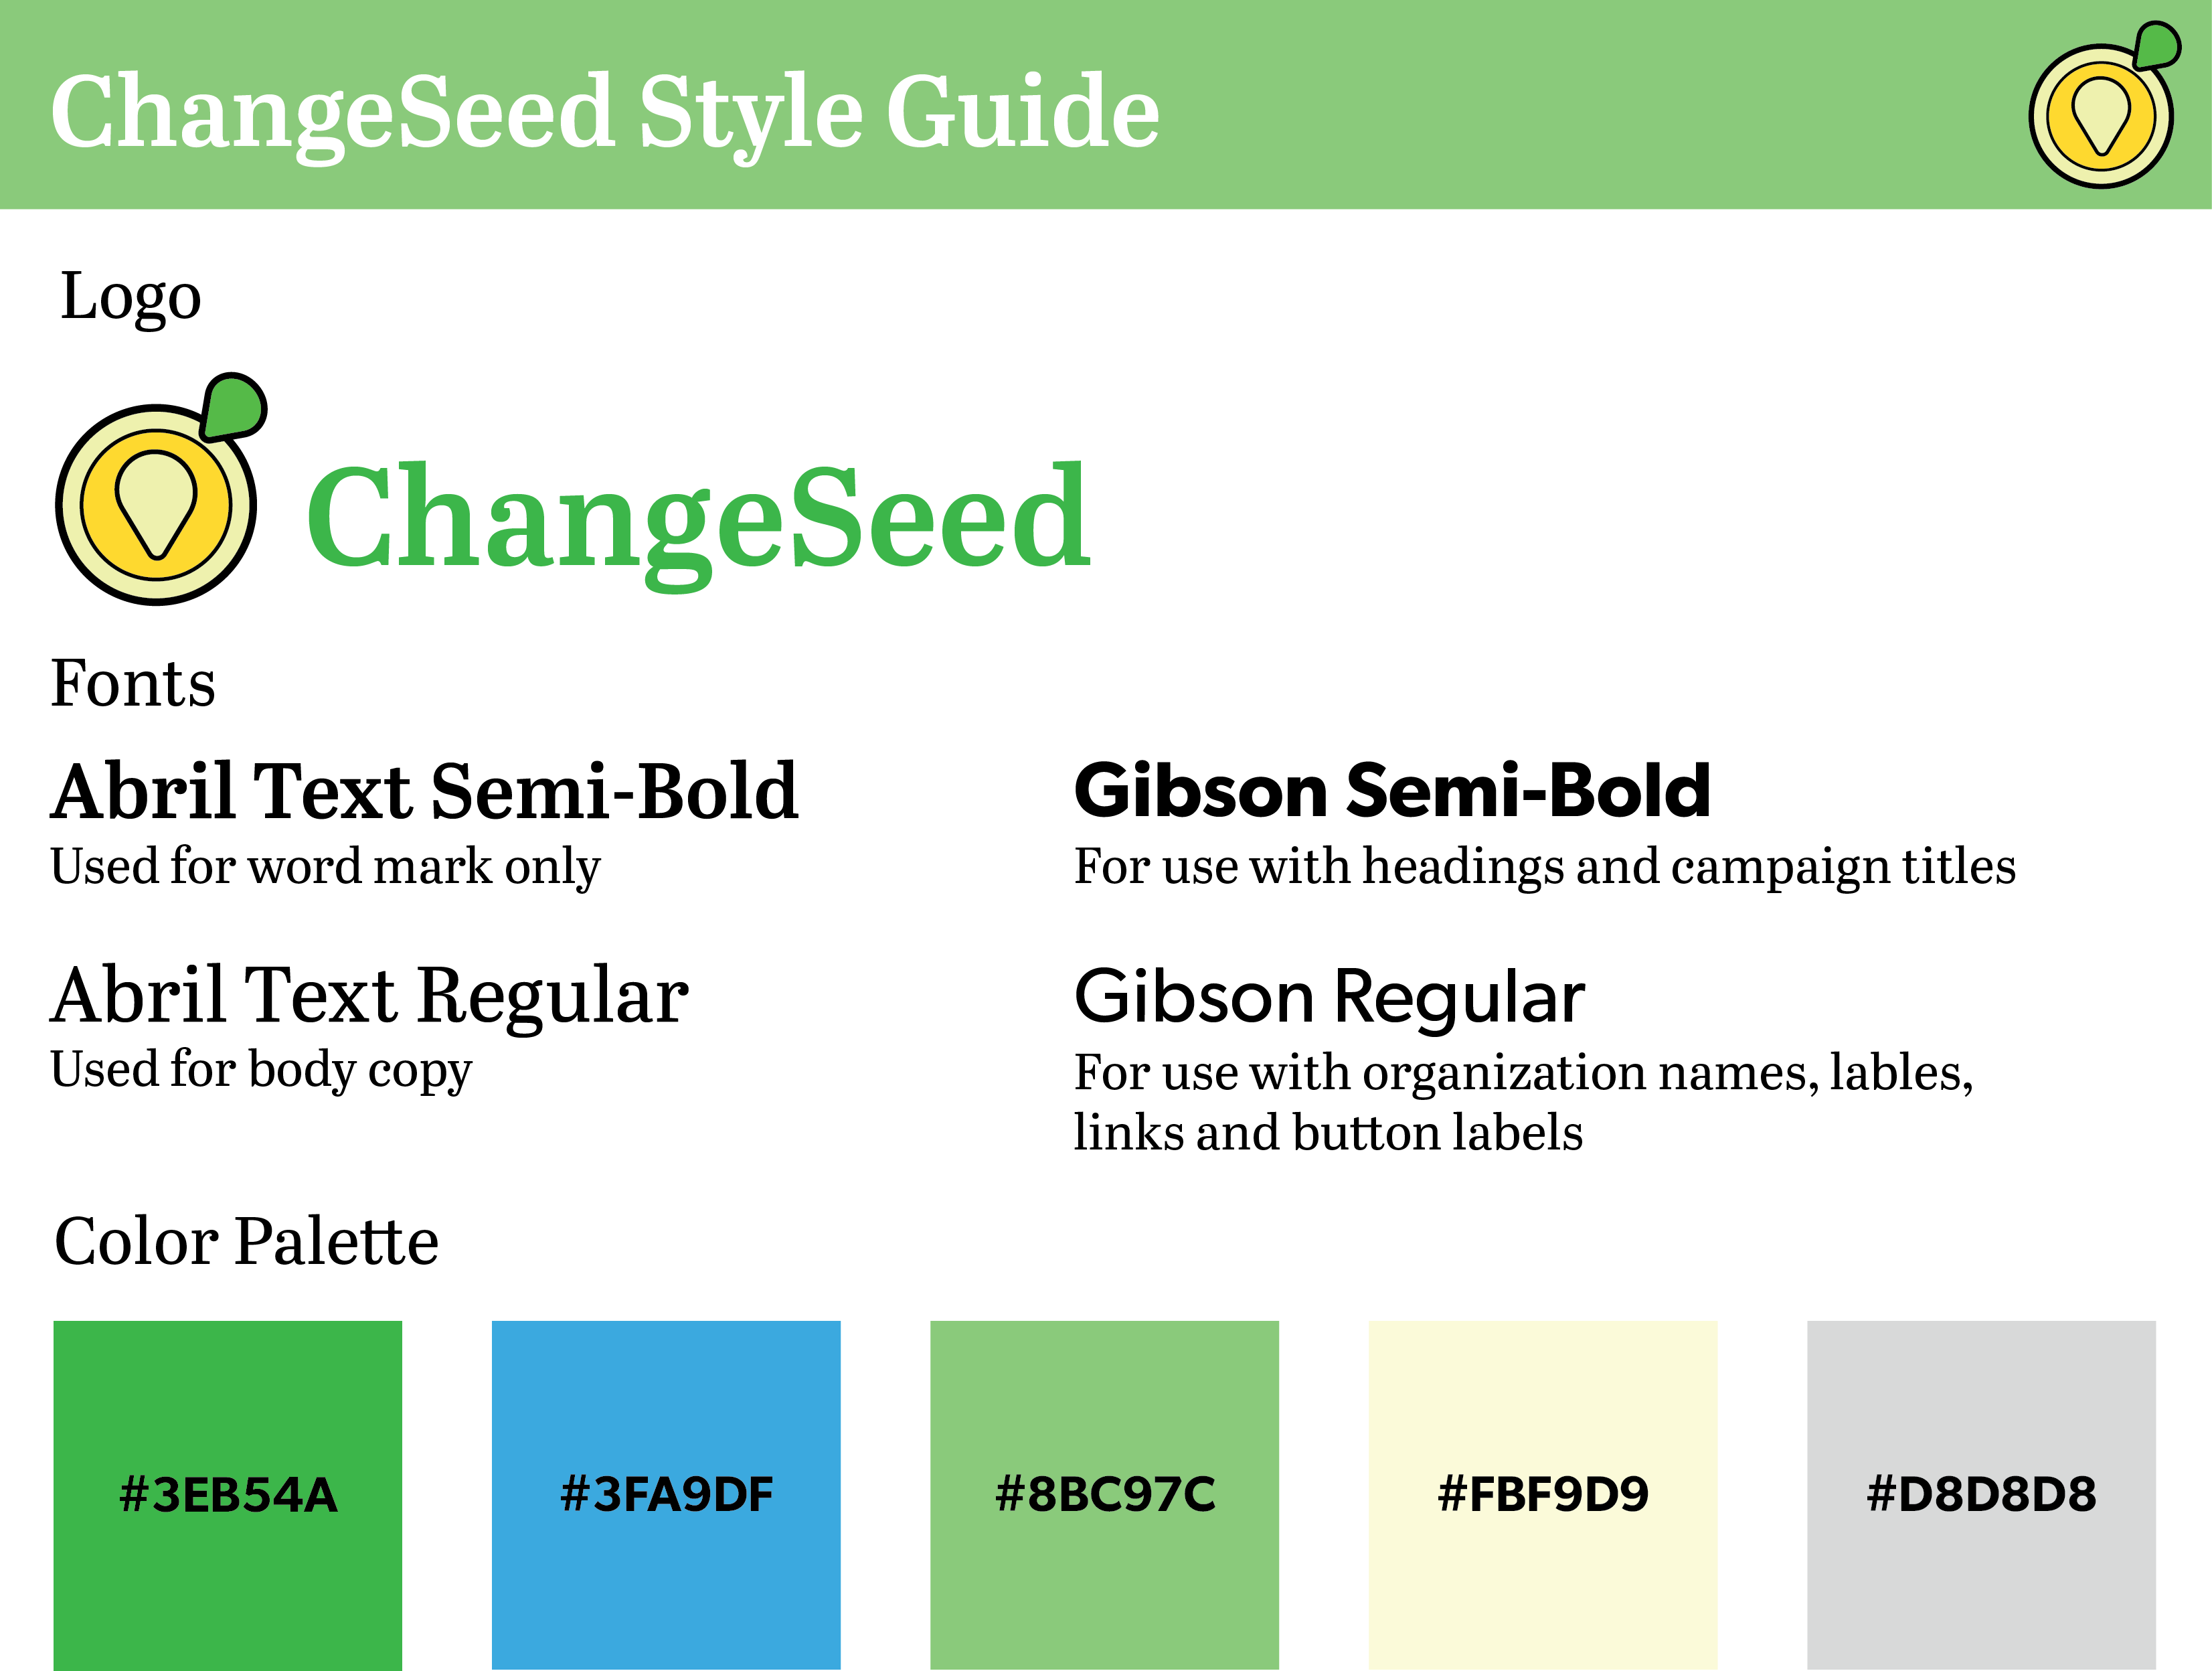 ChangeSeed Style Guide
Logo
ChangeSeed
Fonts
Abril Text Semi-Bold
Used for word mark only
Gibson Semi-Bold
For use with headings and campaign titles
Abril Text Regular
Used for body copy
Gibson Regular
For use with organization names, lables,
links and button labels
Color Palette
#3EB54A
#3FA9DF
#8BC97C
#FBF9D9
#D8D8D8